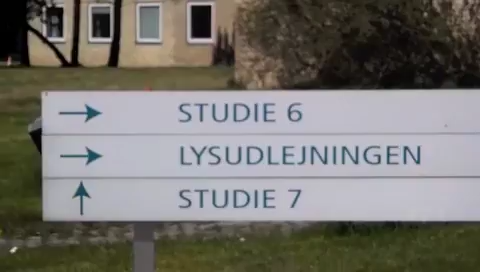 → STUDIE 6
→ LYSUDLEJNINGEN
↑ STUDIE 7